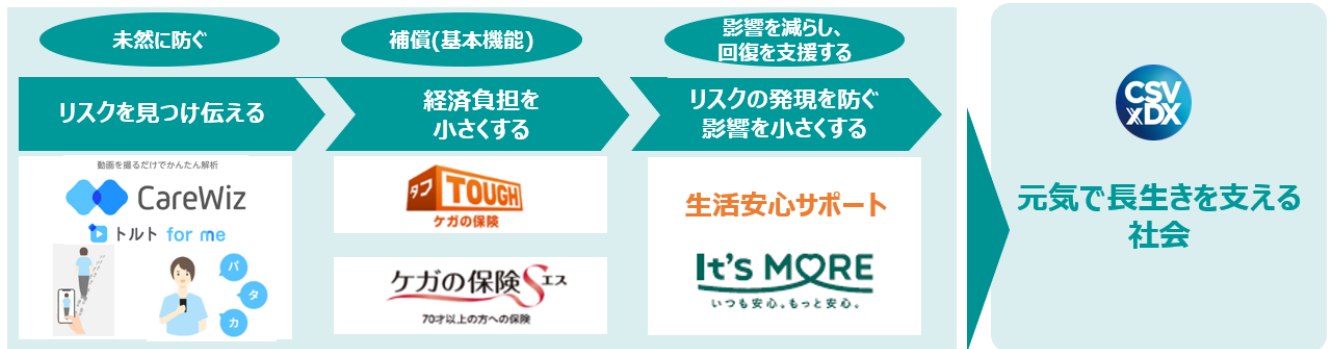 未然に防ぐ
補償(基本機能)
影響を減らし、
回復を支援する
リスクを見つけ伝える
経済負担を
小さくする
リスクの発現を防ぐ
影響を小さくする
動画を撮るだけでかんたん解析
CareWiz
トルト for me
パ
タ
カ
タフ TOUGH
ケガの保険
ケガの保険Sエス
70才以上の方への保険
生活安心サポート
It's MORE
いつも安心。もっと安心。
CSV
xDX
元気で長生きを支える
社会